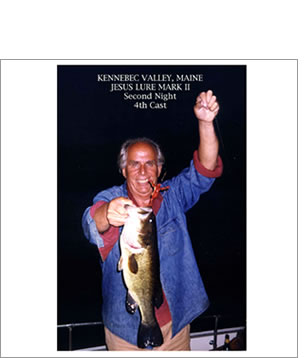 KENNEBEC VALLEY, MAINE
JESUS LURE MARK II
Second Night
4th Cast